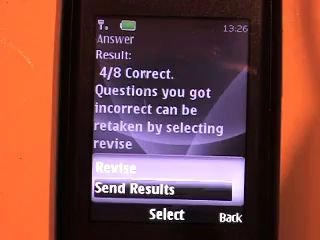 13:26
Answer
Result:
4/8 Correct.
Questions you got
incorrect can be
retaken by selecting
revise
Revise
Send Results
Select Back